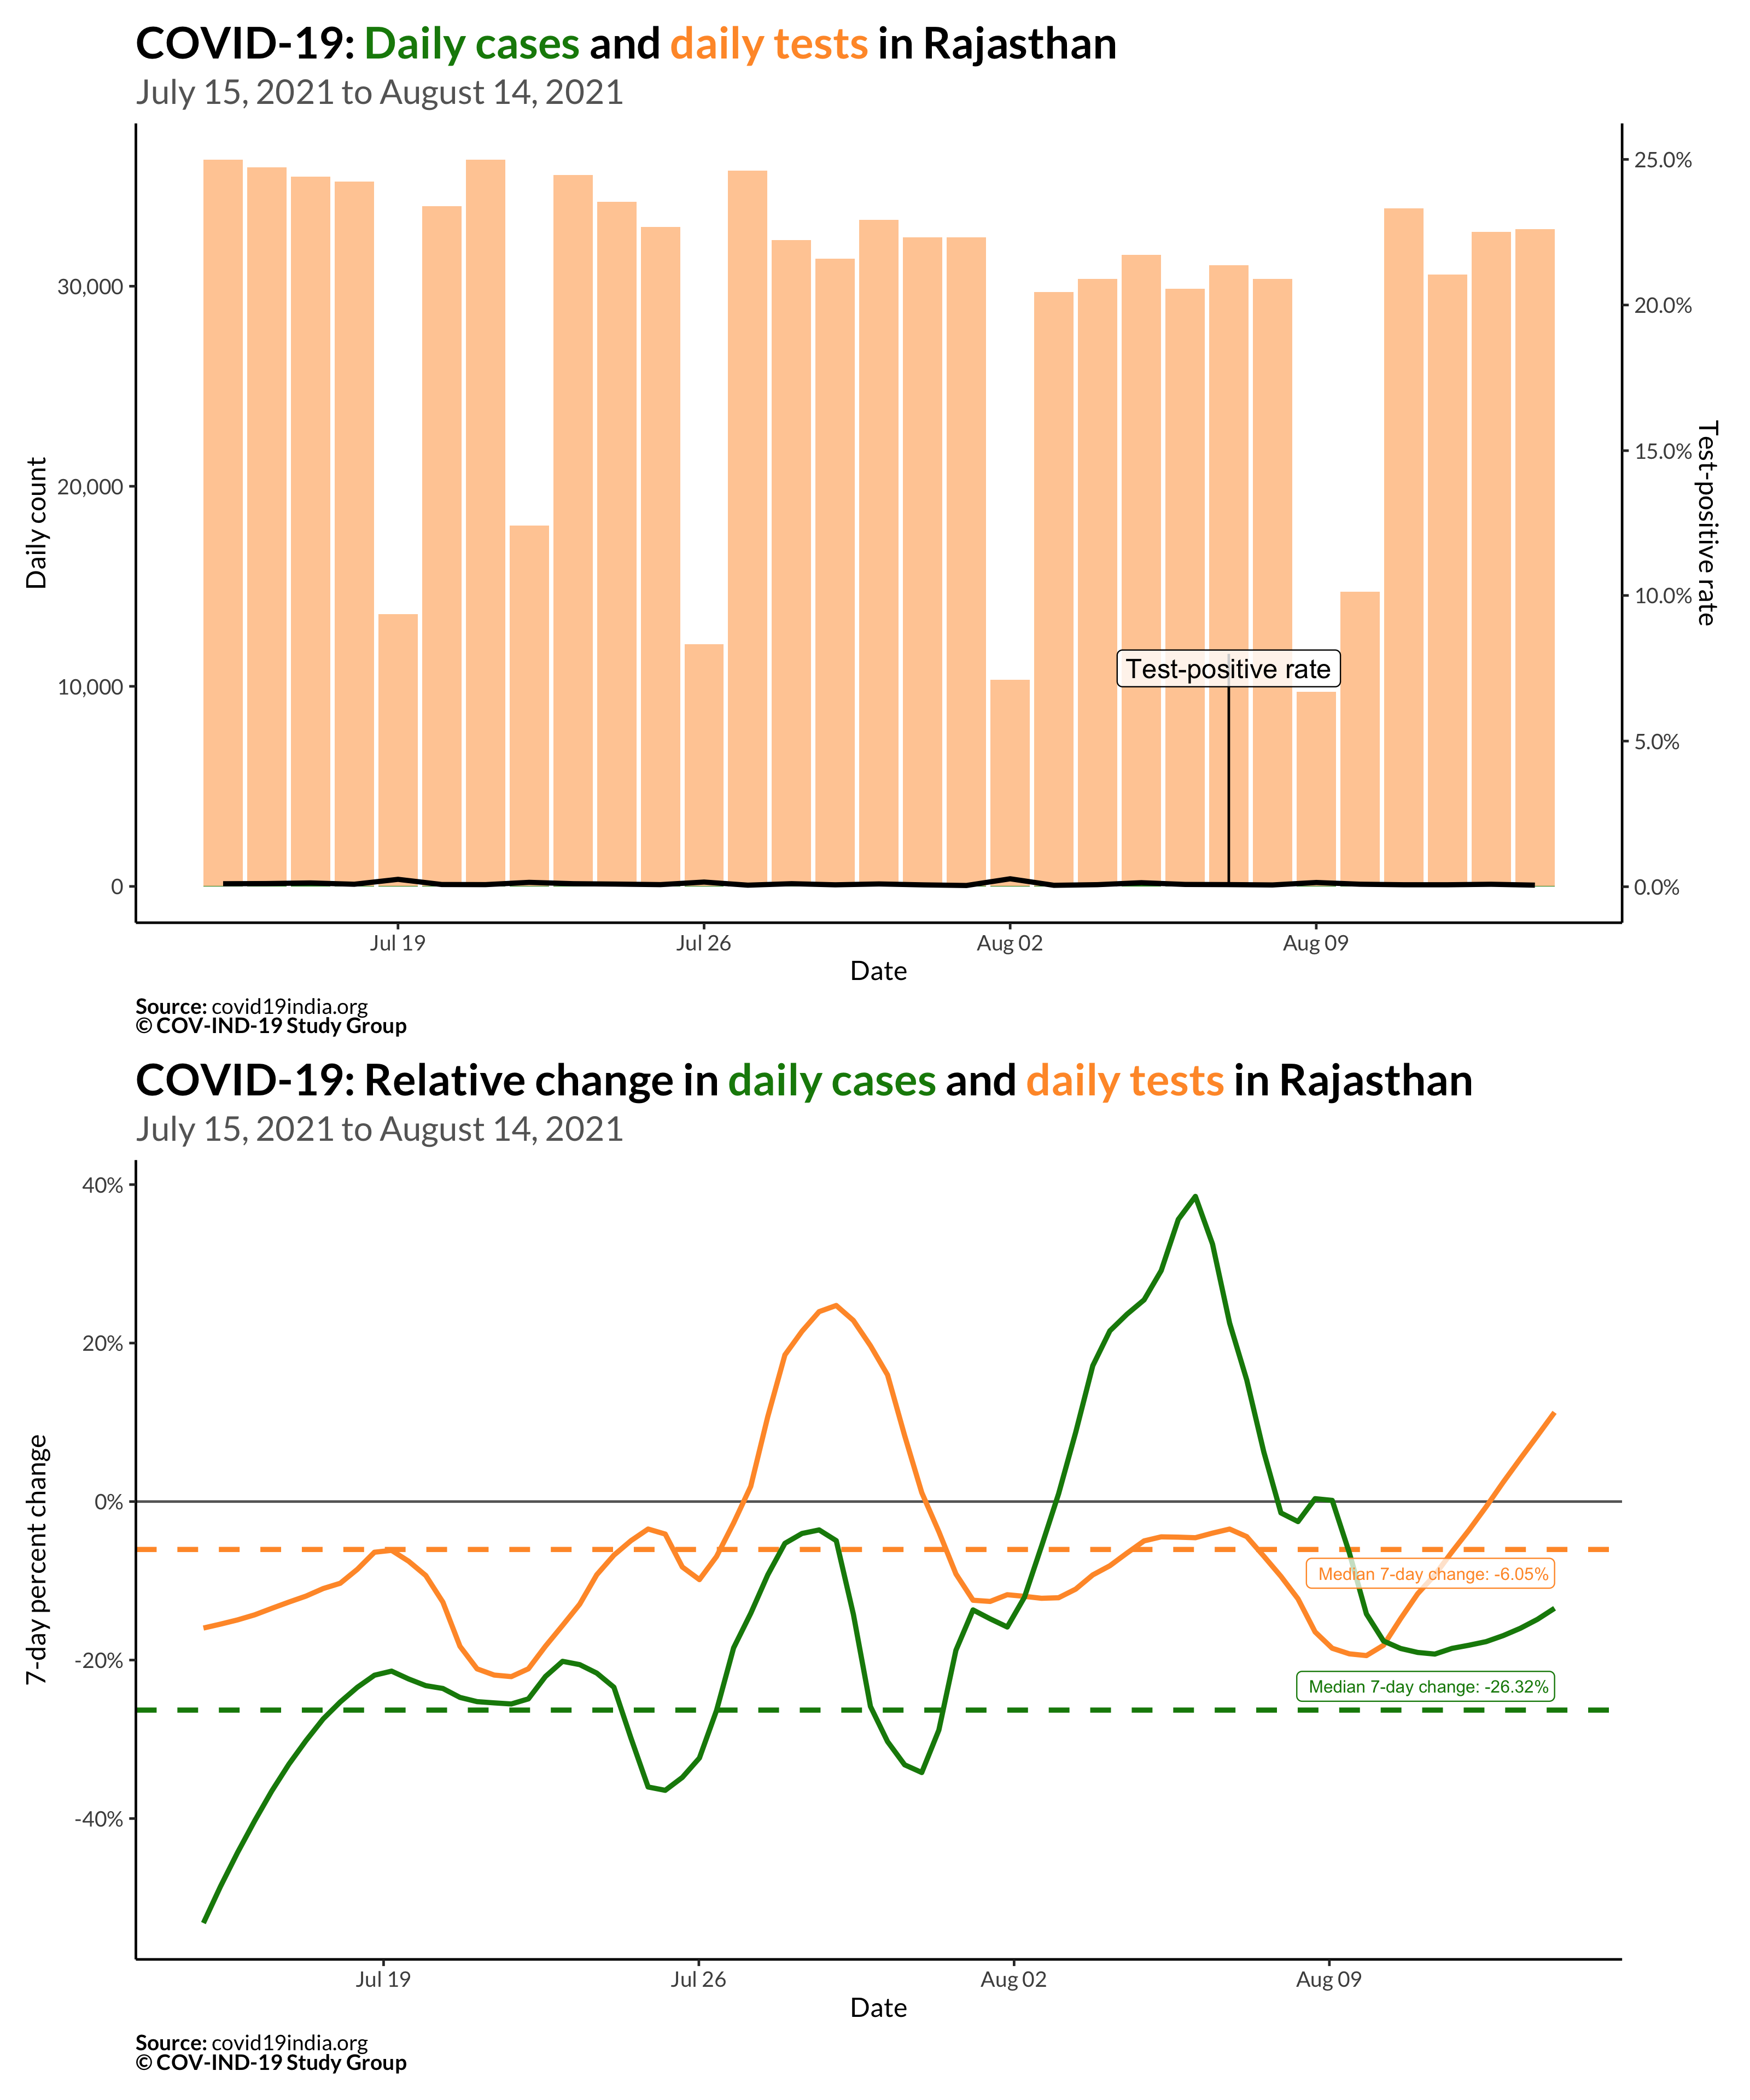 COVID-19: Daily cases and daily tests in Rajasthan
July 15, 2021 to August 14, 2021
Daily count
30,000
20,000
10,000
0
25.0%
20.0%
15.0%
10.0%
5.0%
0.0%
Test-positive rate
Test-positive rate
Jul 19
Jul 26
Aug 02
Aug 09
Date
Source: covid19india.org
© COV-IND-19 Study Group
COVID-19: Relative change in daily cases and daily tests in Rajasthan
July 15, 2021 to August 14, 2021
7-day percent change
40%
20%
0%
-20%
-40%
Median 7-day change: -6.05%
Median 7-day change: -26.32%
Jul 19
Jul 26
Aug 02
Aug 09
Date
Source: covid19india.org
© COV-IND-19 Study Group